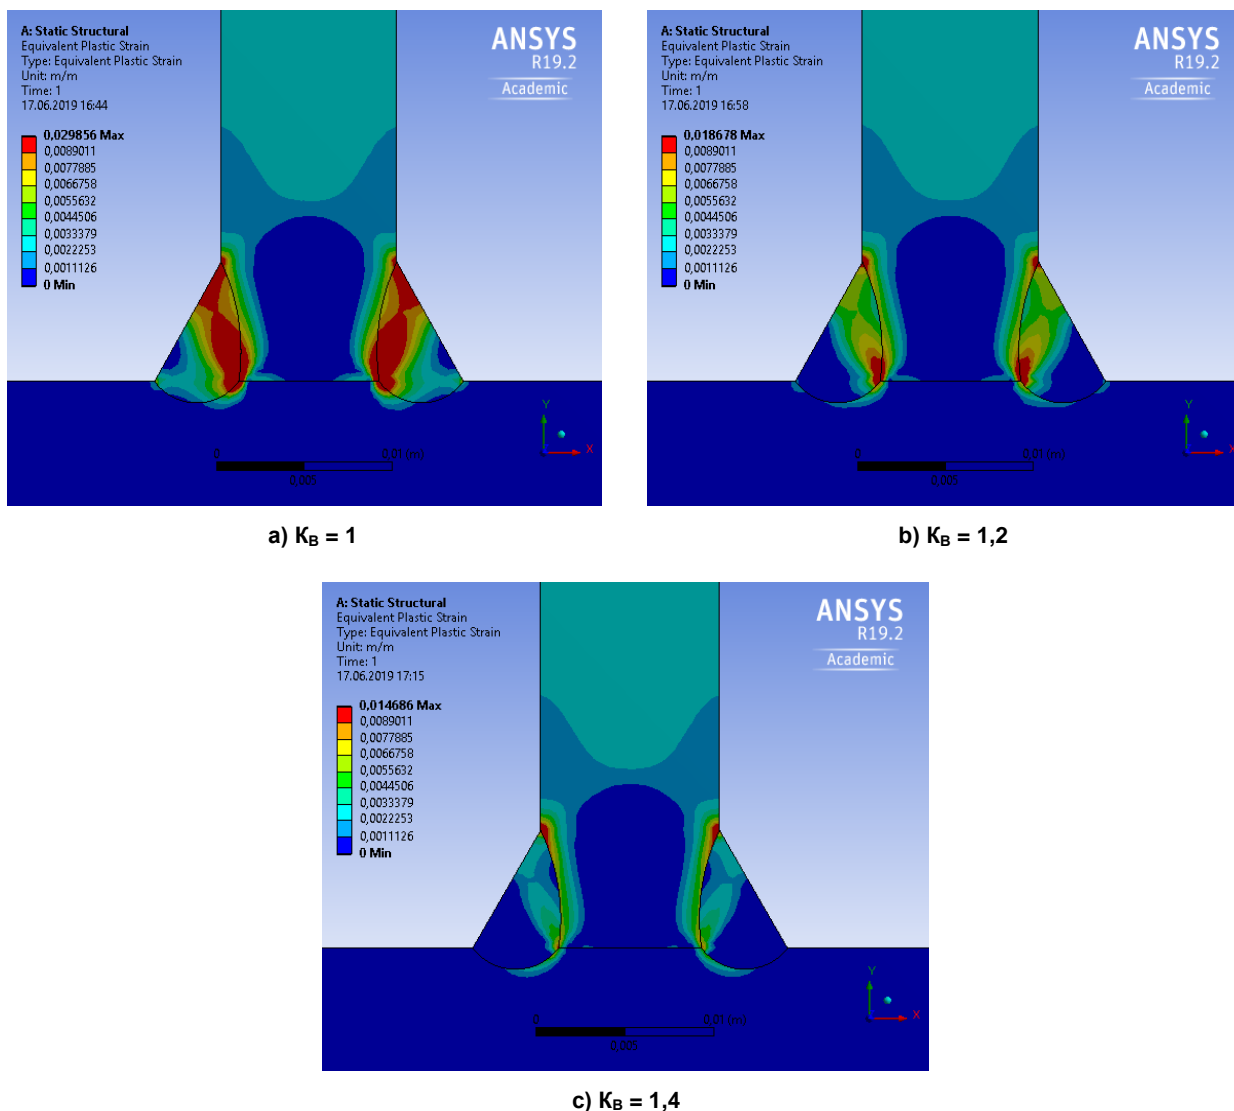 A: Static Structural
Equivalent Plastic Strain
Type: Equivalent Plastic Strain
Unit: m/m
Time: 1
17.06.2019 16:44
ANSYS
R19.2
Academic
0,029856 Max
0,0089011
0,0077885
0,0066758
0,0055632
0,0044506
0,0033379
0,0022253
0,0011126
0 Min
Y
X
0
0,01 (m)
0,005
a) K_B = 1
A: Static Structural
Equivalent Plastic Strain
Type: Equivalent Plastic Strain
Unit: m/m
Time: 1
17.06.2019 16:58
ANSYS
R19.2
Academic
0,018678 Max
0,0089011
0,0077885
0,0066758
0,0055632
0,0044506
0,0033379
0,0022253
0,0011126
0 Min
Y
X
0
0,01 (m)
0,005
b) K_B = 1,2
A: Static Structural
Equivalent Plastic Strain
Type: Equivalent Plastic Strain
Unit: m/m
Time: 1
17.06.2019 17:15
ANSYS
R19.2
Academic
0,014686 Max
0,0089011
0,0077885
0,0066758
0,0055632
0,0044506
0,0033379
0,0022253
0,0011126
0 Min
Y
X
0
0,01 (m)
0,005
c) K_B = 1,4